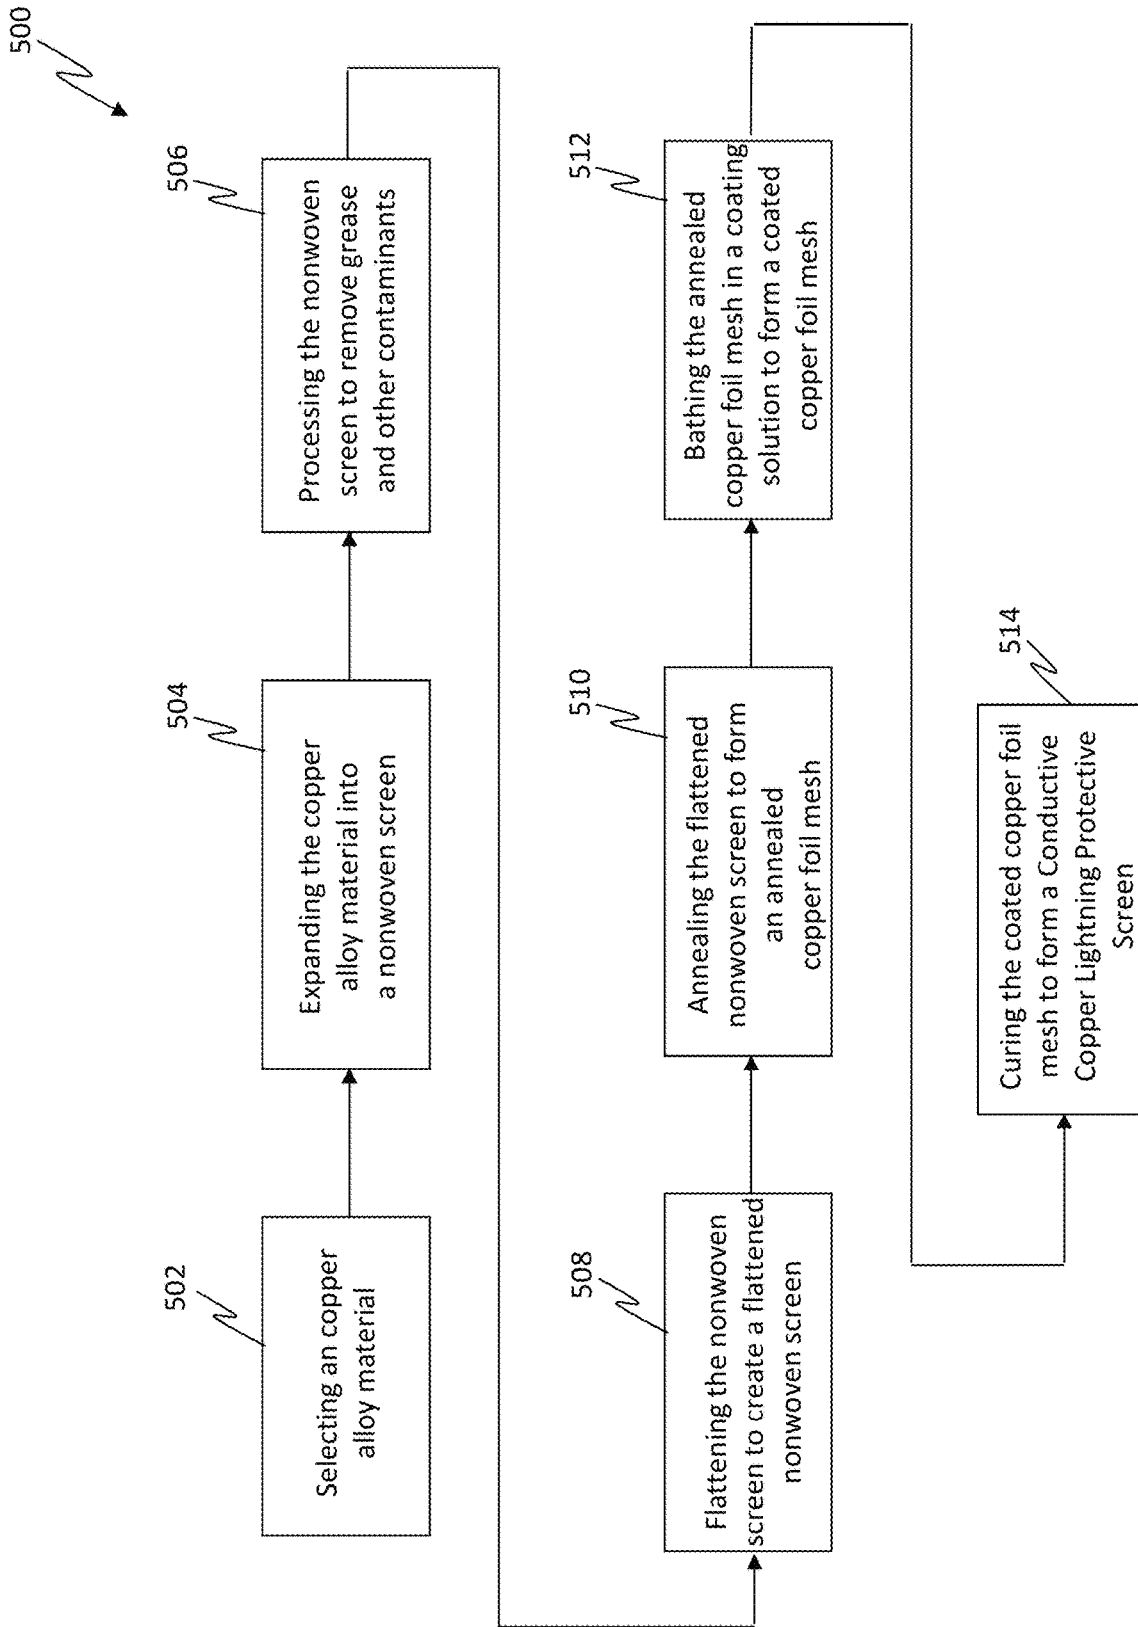 500
502
Selecting an copper
alloy material
504
Expanding the copper
alloy material into
a nonwoven screen
506
Processing the nonwoven
screen to remove grease
and other contaminants
508
Flattening the nonwoven
screen to create a flattened
nonwoven screen
510
Annealing the flattened
nonwoven screen to form
an annealed
copper foil mesh
512
Bathing the annealed
copper foil mesh in a coating
solution to form a coated
copper foil mesh
514
Curing the coated copper foil
mesh to form a Conductive
Copper Lightning Protective
Screen